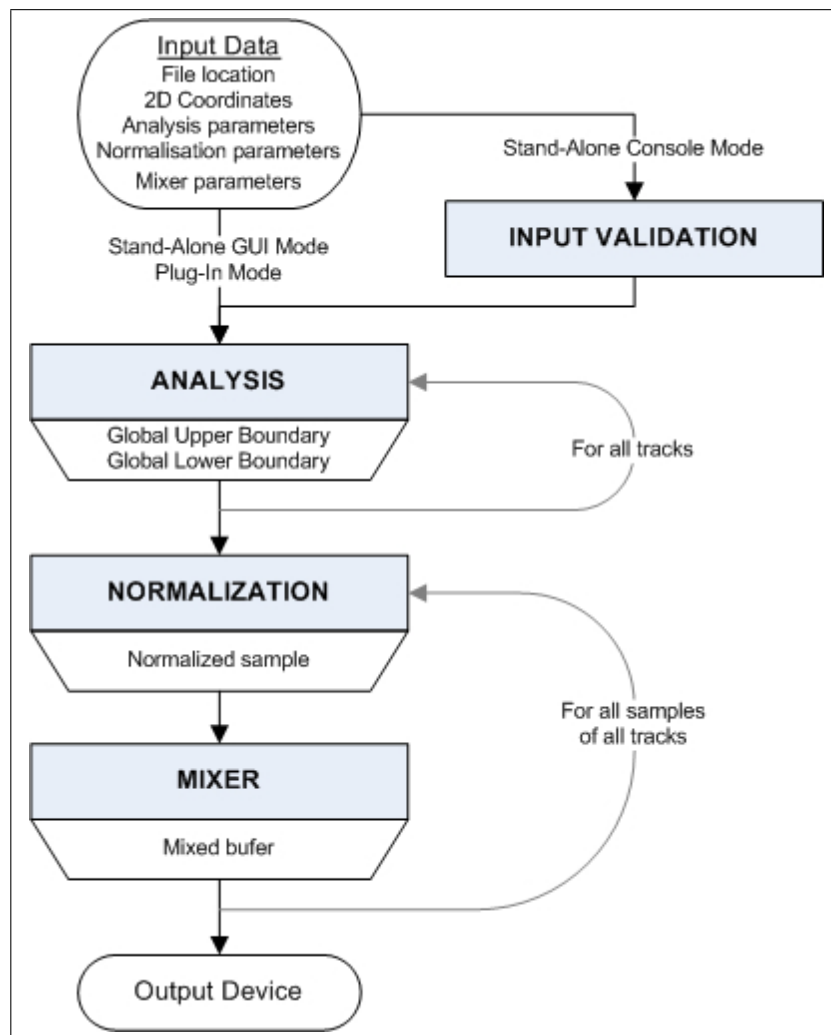 Input Data
File location
2D Coordinates
Analysis parameters
Normalisation parameters
Mixer parameters
Stand-Alone Console Mode
INPUT VALIDATION
Stand-Alone GUI Mode
Plug-In Mode
ANALYSIS
Global Upper Boundary
Global Lower Boundary
For all tracks
NORMALIZATION
Normalized sample
For all samples
of all tracks
MIXER
Mixed bufer
Output Device